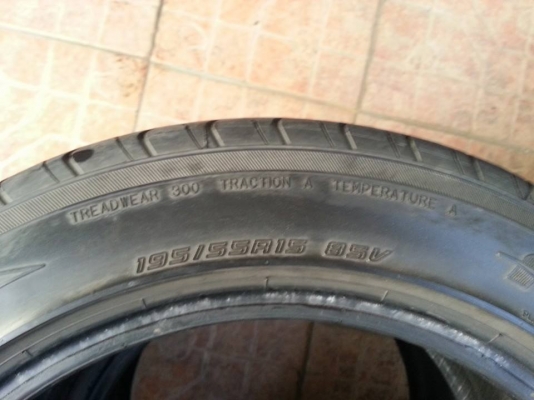 TREADWEAR 300 TRACTION A TEMPERATURE A
195/55R15 85V